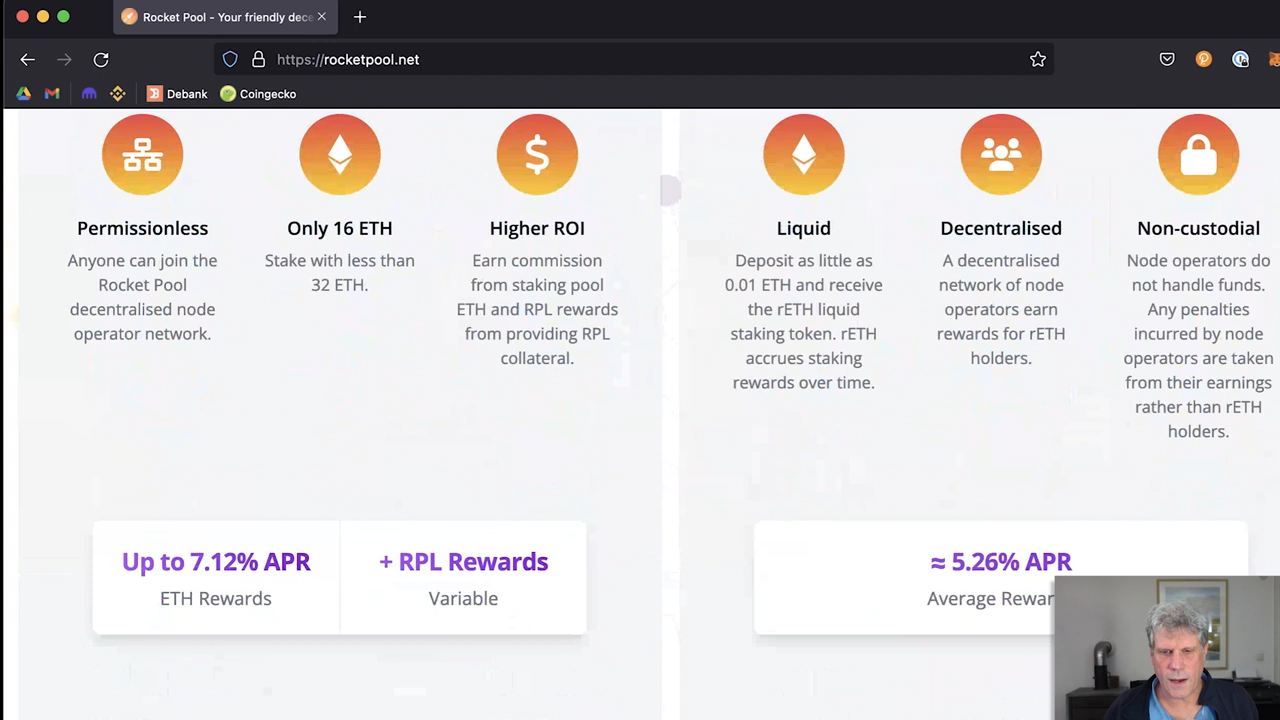 Rocket Pool - Your friendly dece
https://rocketpool.net
Debank
Coingecko
Permissionless
Anyone can join the
Rocket Pool
decentralised node
operator network.
Only 16 ETH
Stake with less than
32 ETH.
Higher ROI
Earn commission
from staking pool
ETH and RPL rewards
from providing RPL
collateral.
Liquid
Deposit as little as
0.01 ETH and receive
the rETH liquid
staking token. rETH
accrues staking
rewards over time.
Decentralised
A decentralised
network of node
operators earn
rewards for rETH
holders.
Non-custodial
Node operators do
not handle funds.
Any penalties
incurred by node
operators are taken
from their earnings
rather than rETH
holders.
Up to 7.12% APR
ETH Rewards
+ RPL Rewards
Variable
≈ 5.26% APR
Average Rewar